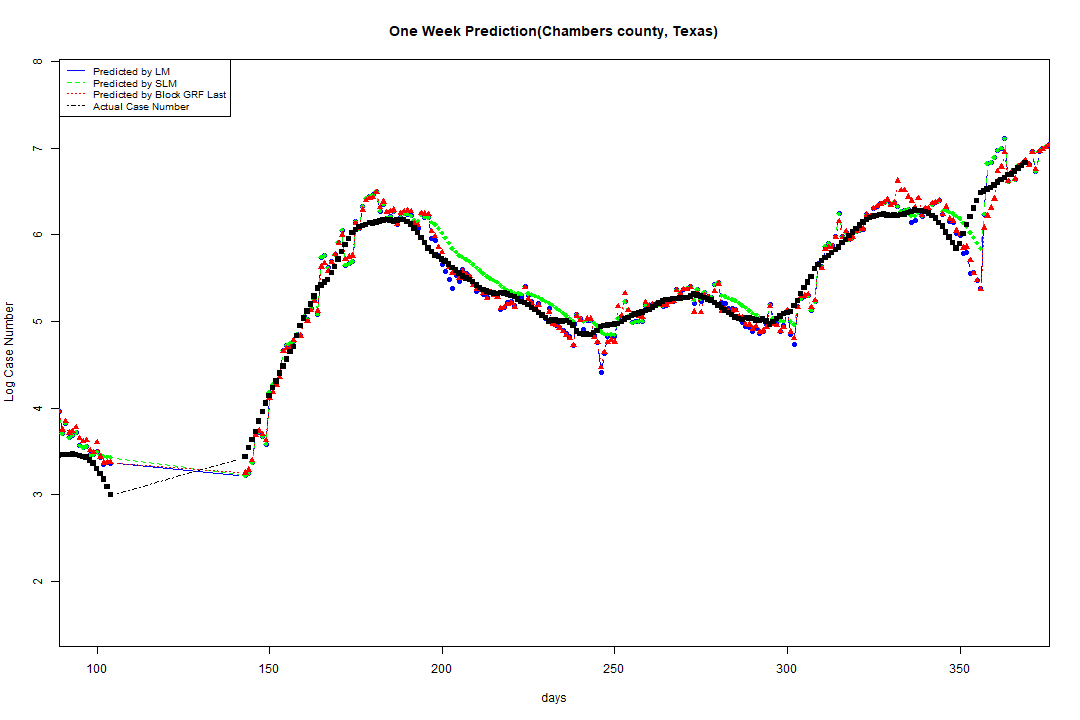 One Week Prediction(Chambers county, Texas)
Predicted by LM
Predicted by SLM
Predicted by Block GRF Last
Actual Case Number
8
7
6
5
4
3
2
Log Case Number
100 150 200 250 300 350
days